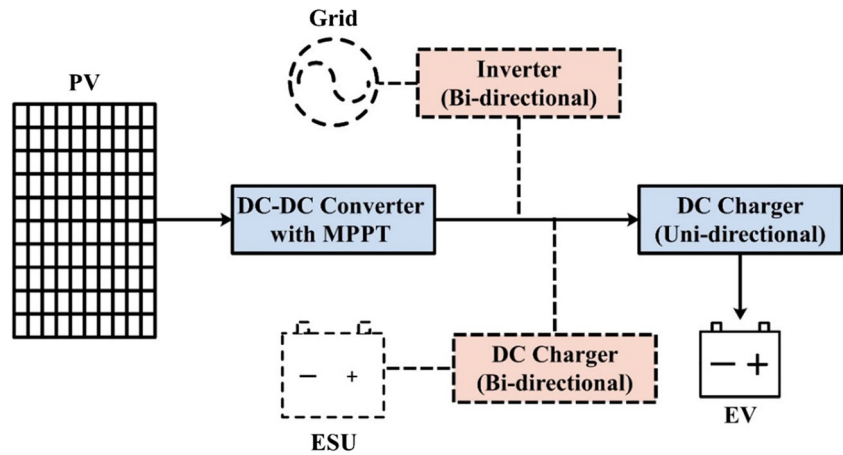 Grid
Inverter
(Bi-directional)
PV
DC-DC Converter
with MPPT
DC Charger
(Uni-directional)
DC Charger
(Bi-directional)
ESU
EV